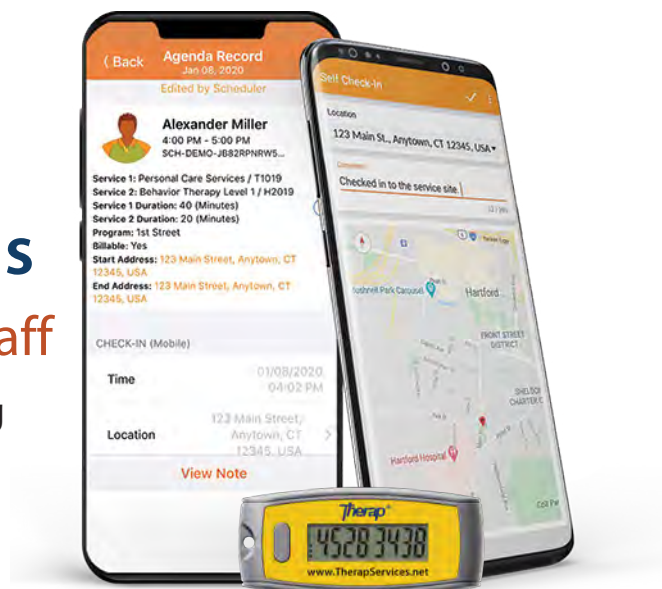 s
aff
g
Back
Agenda Record
Jan 08, 2020
Edited by Scheduler
Alexander Miller
4:00 PM - 5:00 PM
SCH-DEMO-JB82RPNRW5...
Service 1: Personal Care Services / T1019
Service 2: Behavior Therapy Level 1 / H2019
Service 1 Duration: 40 (Minutes)
Service 2 Duration: 20 (Minutes)
Program: 1st Street
Billable: Yes
Start Address: 123 Main Street, Anytown, CT
12345, USA
End Address: 123 Main Street, Anytown, CT
12345, USA
CHECK-IN (Mobile)
Time
01/08/2020
04:02 PM
Location
123 Main Street,
Anytown, CT
12345, USA
View Note
Self Check-In
Location
123 Main St., Anytown, CT 12345, USA
Comment
Checked in to the service site.
Bushnell Park Carousel
Hartford
FRONT STREET
DISTRICT
Hartford Hospital
Therap
45283438
www.TherapServices.net